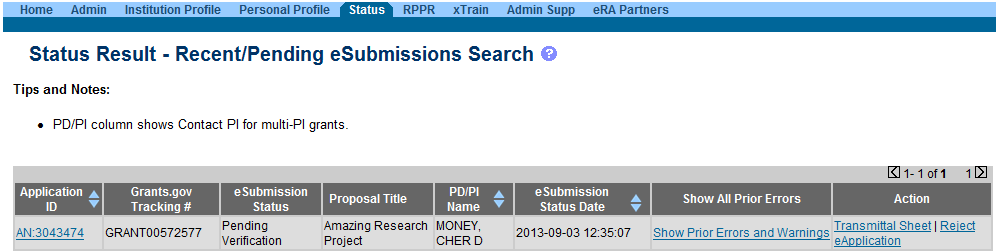 Home Admin Institution Profile Personal Profile Status RPPR xTrain Admin Supp eRA Partners
Status Result - Recent/Pending eSubmissions Search ?
Tips and Notes:
• PD/PI column shows Contact PI for multi-PI grants.
1- 1 of 1 1
Application ID
Grants.gov Tracking #
eSubmission Status
Proposal Title
PD/PI Name
eSubmission Status Date
Show All Prior Errors
Action
AN:3043474
GRANT00572577
Pending Verification
Amazing Research Project
MONEY, CHER D
2013-09-03 12:35:07
Show Prior Errors and Warnings
Transmittal Sheet | Reject
eApplication